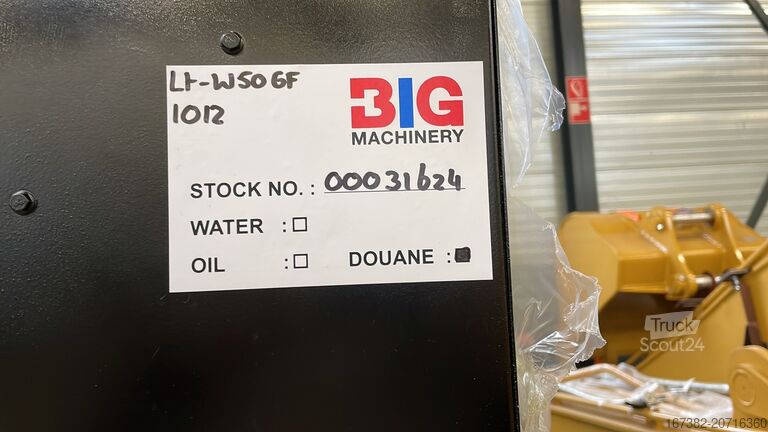 Lt-W50GF
1012
BIG
MACHINERY
STOCK NO. : 00031624
WATER :☐
OIL :☐ DOUANE :■
Truck
Scout24
167382-20716360